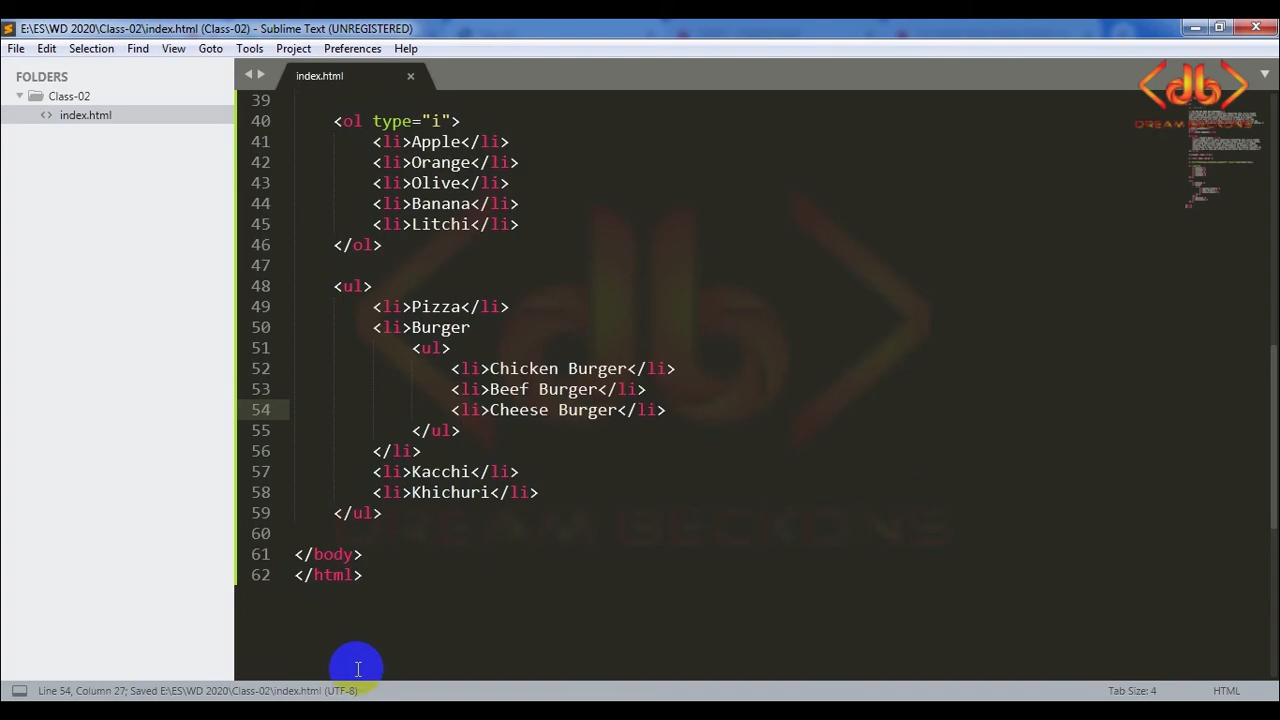 E:\ES\WD 2020\Class-02\index.html (Class-02) - Sublime Text (UNREGISTERED)
File Edit Selection Find View Goto Tools Project Preferences Help
FOLDERS
Class-02
<> index.html
index.html
DREAM BECKONS
39
40 <ol type="i">
41 <li>Apple</li>
42 <li>Orange</li>
43 <li>Olive</li>
44 <li>Banana</li>
45 <li>Litchi</li>
46 </ol>
47
48 <ul>
49 <li>Pizza</li>
50 <li>Burger
51 <ul>
52 <li>Chicken Burger</li>
53 <li>Beef Burger</li>
54 <li>Cheese Burger</li>
55 </ul>
56 </li>
57 <li>Kacchi</li>
58 <li>Khichuri</li>
59 </ul>
60
61 </body>
62 </html>
DREAM BECKONS
Line 54, Column 27; Saved E:\ES\WD 2020\Class-02\index.html (UTF-8)
Tab Size: 4
HTML